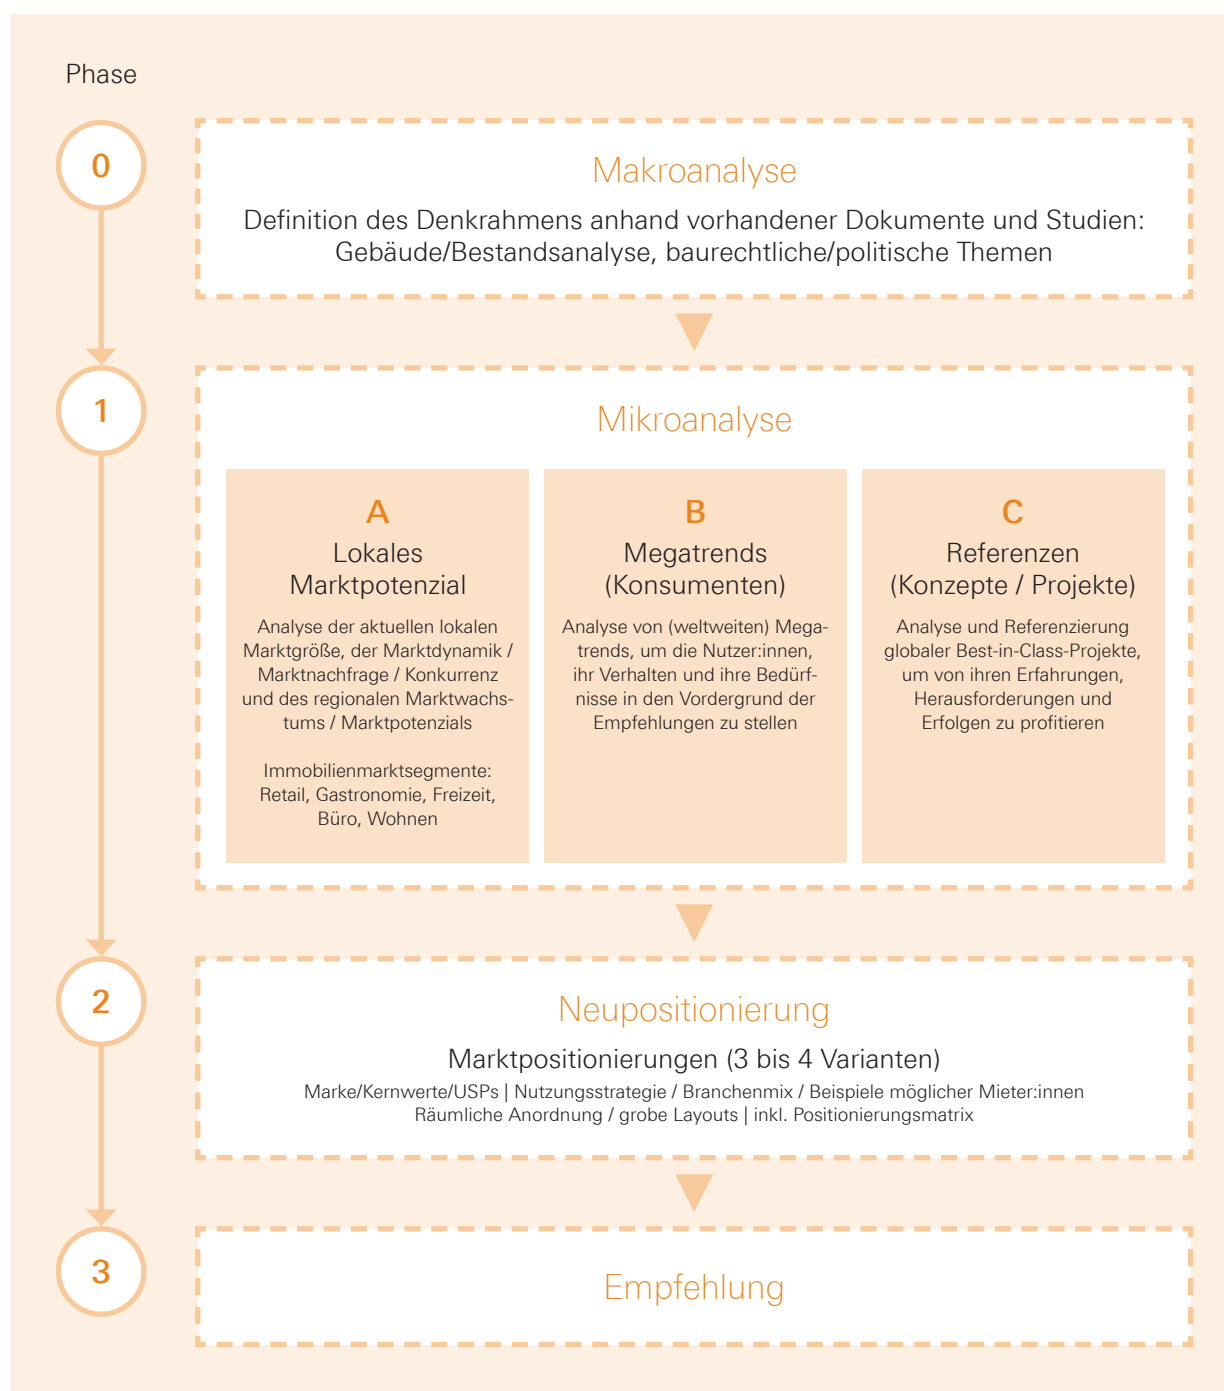 Phase
0
Makroanalyse
Definition des Denkrahmens anhand vorhandener Dokumente und Studien:
Gebäude/Bestandsanalyse, baurechtliche/politische Themen
1
Mikroanalyse
A
Lokales
Marktpotenzial
Analyse der aktuellen lokalen
Marktgröße, der Marktdynamik /
Marktnachfrage / Konkurrenz
und des regionalen Marktwachs-
tums / Marktpotenzials
Immobilienmarktsegmente:
Retail, Gastronomie, Freizeit,
Büro, Wohnen
B
Megatrends
(Konsumenten)
Analyse von (weltweiten) Mega-
trends, um die Nutzer:innen,
ihr Verhalten und ihre Bedürf-
nisse in den Vordergrund der
Empfehlungen zu stellen
C
Referenzen
(Konzepte / Projekte)
Analyse und Referenzierung
globaler Best-in-Class-Projekte,
um von ihren Erfahrungen,
Herausforderungen und
Erfolgen zu profitieren
2
Neupositionierung
Marktpositionierungen (3 bis 4 Varianten)
Marke/Kernwerte/USPs | Nutzungsstrategie / Branchenmix / Beispiele möglicher Mieter:innen
Räumliche Anordnung / grobe Layouts | inkl. Positionierungsmatrix
3
Empfehlung